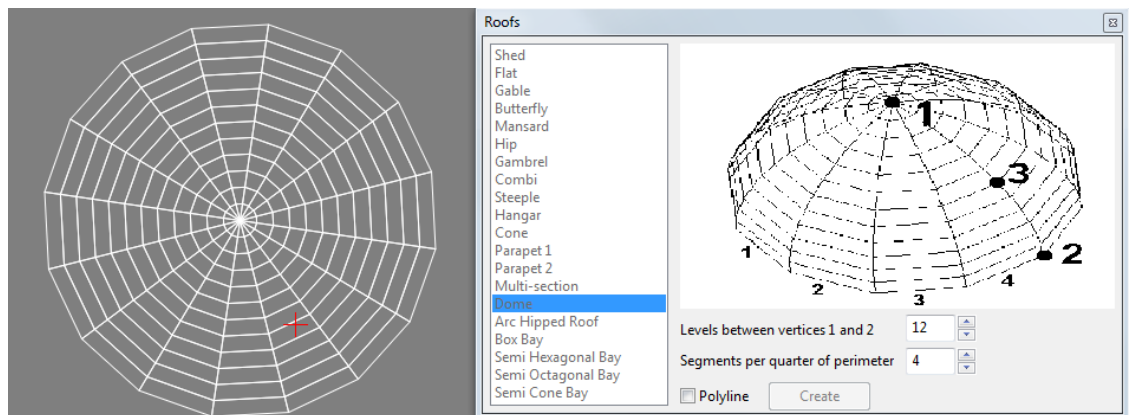 Roofs
Shed
Flat
Gable
Butterfly
Mansard
Hip
Gambrel
Combi
Steeple
Hangar
Cone
Parapet 1
Parapet 2
Multi-section
Dome
Arc Hipped Roof
Box Bay
Semi Hexagonal Bay
Semi Octagonal Bay
Semi Cone Bay
1
3
2
1
2
3
4
Levels between vertices 1 and 2 12
Segments per quarter of perimeter 4
Polyline Create